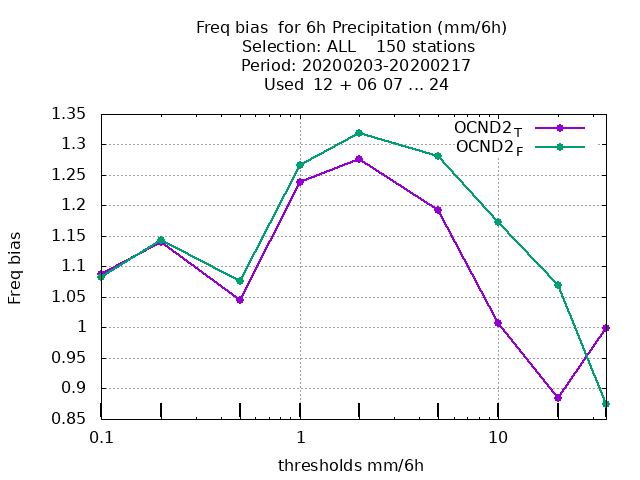 Freq bias  for 6h Precipitation (mm/6h)
Selection: ALL    150 stations
Period: 20200203-20200217
Used  12 + 06 07 ... 24
OCND2_T
OCND2_F
1.35
1.3
1.25
1.2
1.15
1.1
1.05
1
0.95
0.9
0.85
Freq bias
0.1 1 10
thresholds mm/6h